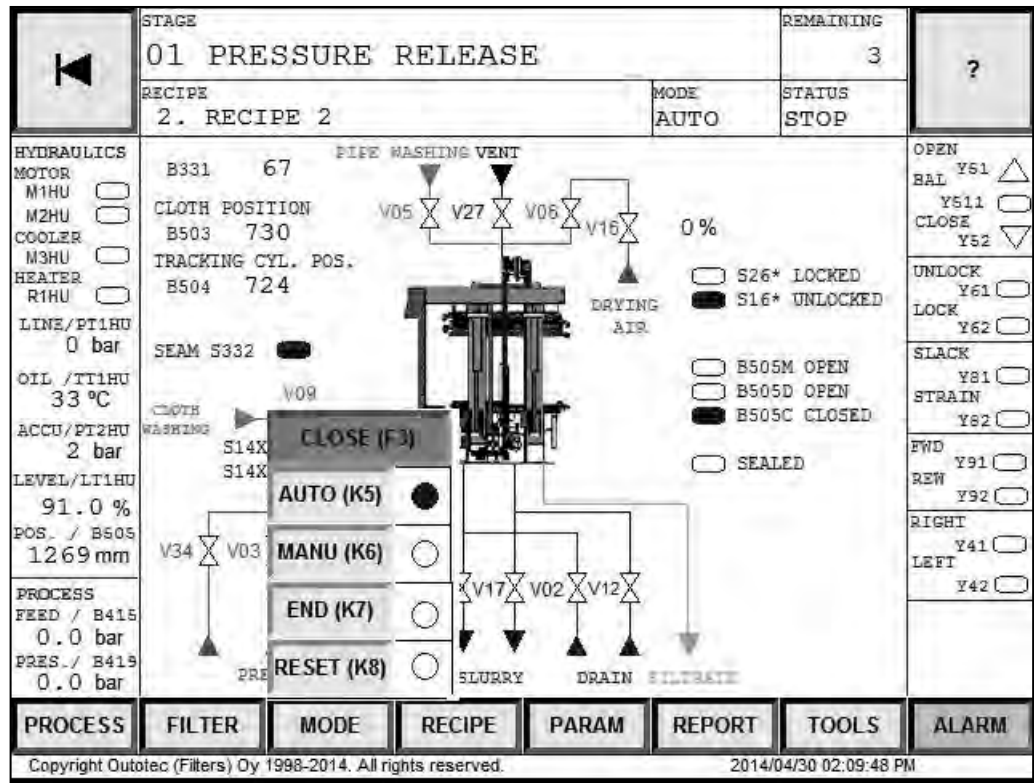 STAGE
01 PRESSURE RELEASE
REMAINING
3
?
RECIPE
2. RECIPE 2
MODE
AUTO
STATUS
STOP
HYDRAULICS
MOTOR
M1HU
M2HU
COOLER
M3HU
HEATER
R1HU
LINE/PT1HU
0 bar
OIL /TT1HU
33 ºC
ACCU/PT2HU
2 bar
LEVEL/LT1HU
91.0 %
POS. / B505
1269 mm
PROCESS
FEED / B415
0.0 bar
PRES./ B419
0.0 bar
B331 67
CLOTH POSITION
B503 730
TRACKING CYL. POS.
B504 724
SEAM S332
V09
CLOTH
WASHING
S14X
S14X
V34 V03
PRE
PIPE WASHING VENT
V05 V27 V06
V16
0%
DRYING
AIR
S26* LOCKED
S16* UNLOCKED
B505M OPEN
B505D OPEN
B505C CLOSED
SEALED
CLOSE (F3)
AUTO (K5)
MANU (K6)
END (K7)
RESET (K8)
V17 V02 V12
SLURRY DRAIN FILTRATE
OPEN
Y51
BAL
Y511
CLOSE
Y52
UNLOCK
Y61
LOCK
Y62
SLACK
Y81
STRAIN
Y82
FWD
Y91
REW
Y92
RIGHT
Y41
LEFT
Y42
PROCESS FILTER MODE RECIPE PARAM REPORT TOOLS ALARM
Copyright Outotec (Filters) Oy 1998-2014. All rights reserved. 2014/04/30 02:09:48 PM